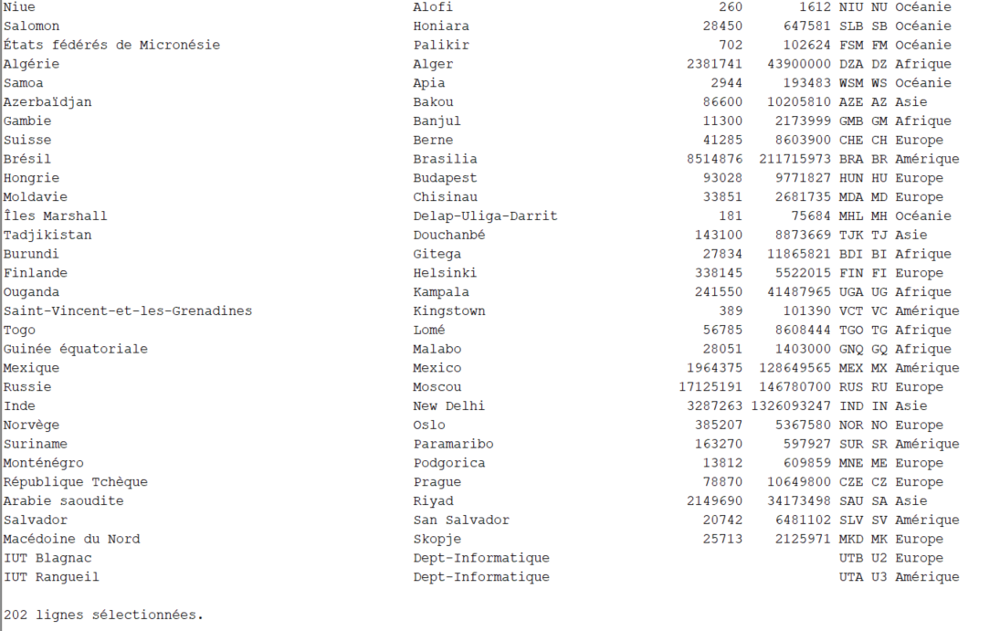 Niue Alofi 260 1612 NIU NU Océanie
Salomon Honiara 28450 647581 SLB SB Océanie
États fédérés de Micronésie Palikir 702 102624 FSM FM Océanie
Algérie Alger 2381741 43900000 DZA DZ Afrique
Samoa Apia 2944 193483 WSM WS Océanie
Azerbaïdjan Bakou 86600 10205810 AZE AZ Asie
Gambie Banjul 11300 2173999 GMB GM Afrique
Suisse Berne 41285 8603900 CHE CH Europe
Brésil Brasilia 8514876 211715973 BRA BR Amérique
Hongrie Budapest 93028 9771827 HUN HU Europe
Moldavie Chisinau 33851 2681735 MDA MD Europe
Îles Marshall Delap-Uliga-Darrit 181 75684 MHL MH Océanie
Tadjikistan Douchanbé 143100 8873669 TJK TJ Asie
Burundi Gitega 27834 11865821 BDI BI Afrique
Finlande Helsinki 338145 5522015 FIN FI Europe
Ouganda Kampala 241550 41487965 UGA UG Afrique
Saint-Vincent-et-les-Grenadines Kingstown 389 101390 VCT VC Amérique
Togo Lomé 56785 8608444 TGO TG Afrique
Guinée équatoriale Malabo 28051 1403000 GNQ GQ Afrique
Mexique Mexico 1964375 128649565 MEX MX Amérique
Russie Moscou 17125191 146780700 RUS RU Europe
Inde New Delhi 3287263 1326093247 IND IN Asie
Norvège Oslo 385207 5367580 NOR NO Europe
Suriname Paramaribo 163270 597927 SUR SR Amérique
Monténégro Podgorica 13812 609859 MNE ME Europe
République Tchèque Prague 78870 10649800 CZE CZ Europe
Arabie saoudite Riyad 2149690 34173498 SAU SA Asie
Salvador San Salvador 20742 6481102 SLV SV Amérique
Macédoine du Nord Skopje 25713 2125971 MKD MK Europe
IUT Blagnac Dept-Informatique UTB U2 Europe
IUT Rangueil Dept-Informatique UTA U3 Amérique
202 lignes sélectionnées.